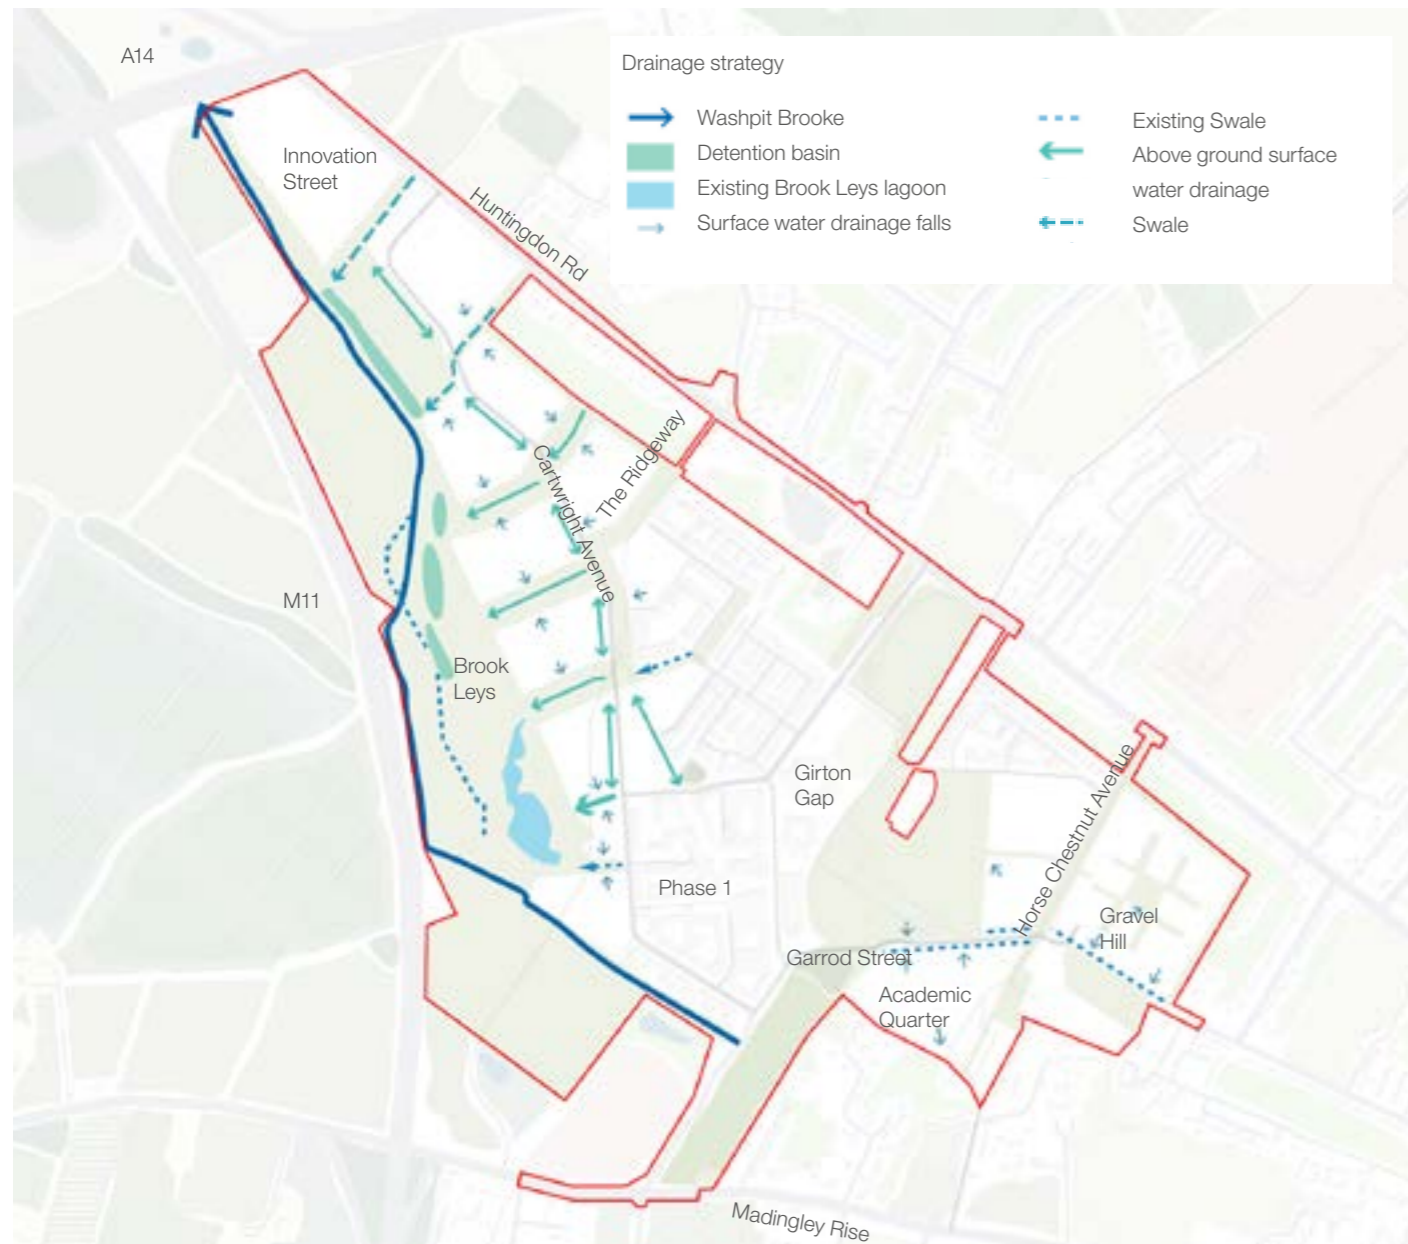 A14
Drainage strategy
Washpit Brooke
Detention basin
Existing Brook Leys lagoon
Surface water drainage falls
Existing Swale
Above ground surface
water drainage
Swale
Innovation
Street
Huntingdon Rd
Cartwright Avenue
The Ridgeway
M11
Brook
Leys
Girton
Gap
Horse Chestnut Avenue
Phase 1
Gravel
Hill
Garrod Street
Academic
Quarter
Madingley Rise